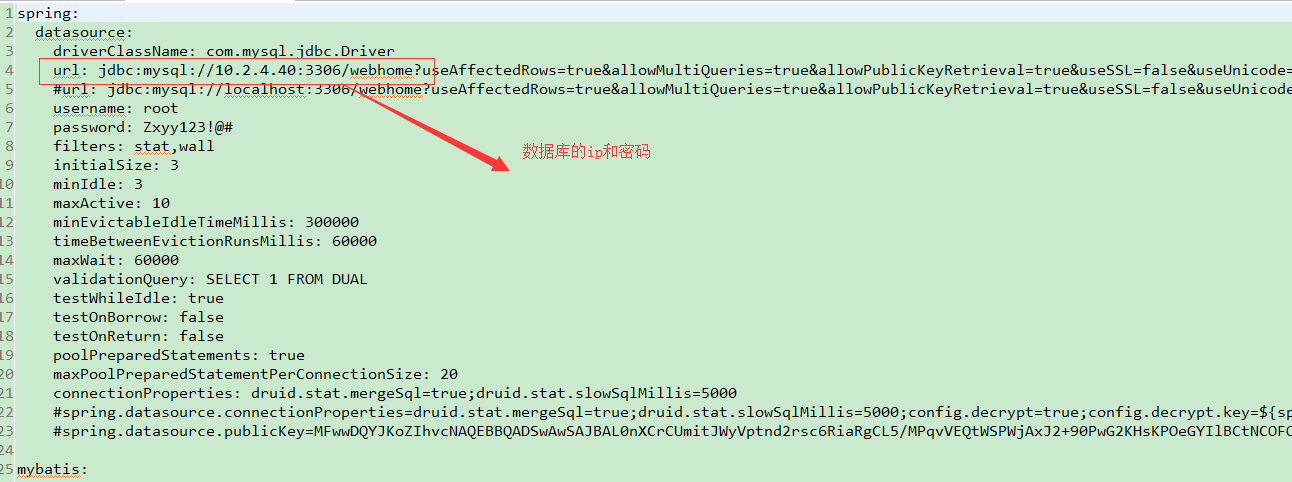 1 spring:
2 datasource:
3 driverClassName: com.mysql.jdbc.Driver
4 url: jdbc:mysql://10.2.4.40:3306/webhome?useAffectedRows=true&allowMultiQueries=true&allowPublicKeyRetrieval=true&useSSL=false&useUnicode=
5 #url: jdbc:mysql://localhost:3306/webhome?useAffectedRows=true&allowMultiQueries=true&allowPublicKeyRetrieval=true&useSSL=false&useUnicode
6 username: root
7 password: Zxyy123!@#
数据库的ip和密码
8 filters: stat,wall
9 initialSize: 3
10 minIdle: 3
11 maxActive: 10
12 minEvictableIdleTimeMillis: 300000
13 timeBetweenEvictionRunsMillis: 60000
14 maxWait: 60000
15 validationQuery: SELECT 1 FROM DUAL
16 testWhileIdle: true
17 testOnBorrow: false
18 testOnReturn: false
19 poolPreparedStatements: true
20 maxPoolPreparedStatementPerConnectionSize: 20
21 connectionProperties: druid.stat.mergeSql=true;druid.stat.slowSqlMillis=5000
22 #spring.datasource.connectionProperties=druid.stat.mergeSql=true;druid.stat.slowSqlMillis=5000;config.decrypt=true;config.decrypt.key=${sp
23 #spring.datasource.publicKey=MFwwDQYJKoZIhvcNAQEBBQADSwAwSAJBAL0nXCrCUmitJWyVptnd2rsc6RiaRgCL5/MPqvVEQtWSPWjAxJ2+90PwG2KHsKPOeGYIlBCtNCOFC
24
25 mybatis: